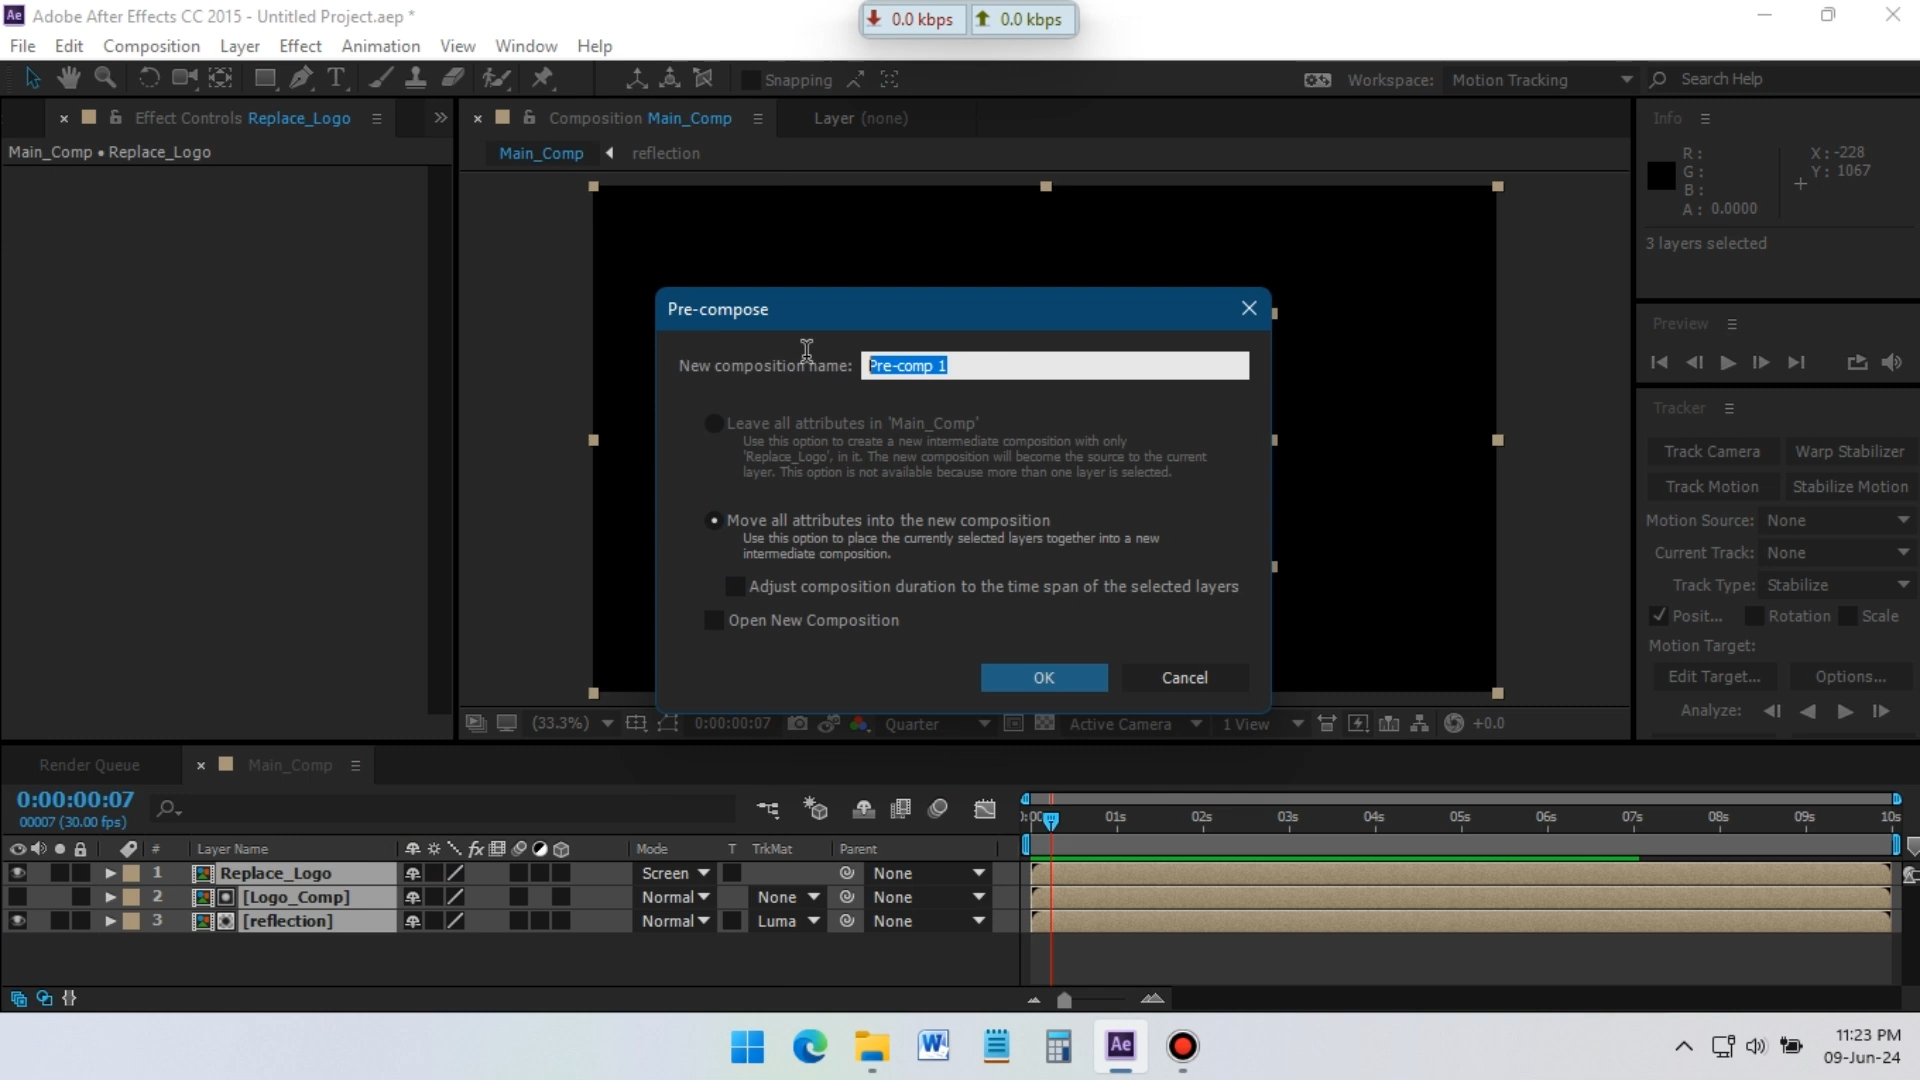 Adobe After Effects CC 2015 - Untitled Project.aep *
0.0 kbps
0.0 kbps
File Edit Composition Layer Effect Animation View Window Help
Snapping
Workspace: Motion Tracking
Search Help
Effect Controls Replace_Logo
Composition Main_Comp
Layer (none)
Info
Main_Comp • Replace_Logo
Main_Comp
reflection
R:
G:
B:
A: 0.0000
X: -228
Y: 1067
3 layers selected
Pre-compose
New composition name: Pre-comp 1
Leave all attributes in 'Main_Comp'
Use this option to create a new intermediate composition with only
'Replace_Logo', in it. The new composition will become the source to the current
layer. This option is not available because more than one layer is selected.
Move all attributes into the new composition
Use this option to place the currently selected layers together into a new
intermediate composition.
Adjust composition duration to the time span of the selected layers
Open New Composition
OK
Cancel
Preview
Tracker
Track Camera
Warp Stabilizer
Track Motion
Stabilize Motion
Motion Source: None
Current Track: None
Track Type: Stabilize
Posit...
Rotation
Scale
Motion Target:
Edit Target...
Options...
Analyze:
(33.3%)
0:00:00:07
Quarter
Active Camera
1 View
+0.0
Render Queue
Main_Comp
0:00:00:07
00007 (30.00 fps)
01s 02s 03s 04s 05s 06s 07s 08s 09s 10s
# Layer Name
Mode T TrkMat Parent
1 Replace_Logo Screen None
2 [Logo_Comp] Normal None None
3 [reflection] Normal Luma None
11:23 PM
09-Jun-24